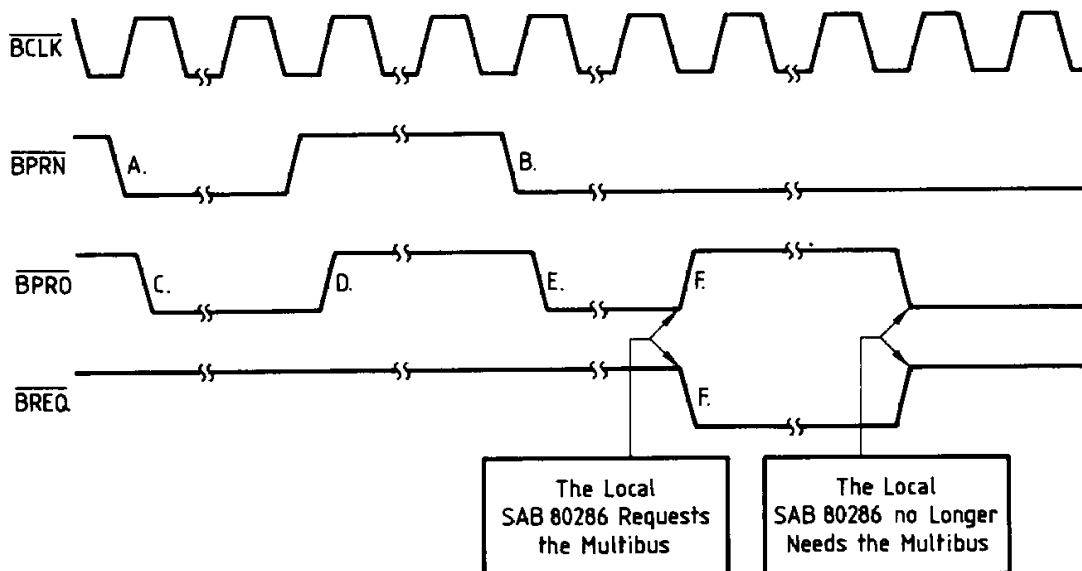 BCLK
BPRN
A.
B.
BPRO
C.
D.
E.
F.
BREQ
F.
The Local
SAB 80286 Requests
the Multibus
The Local
SAB 80286 no Longer
Needs the Multibus